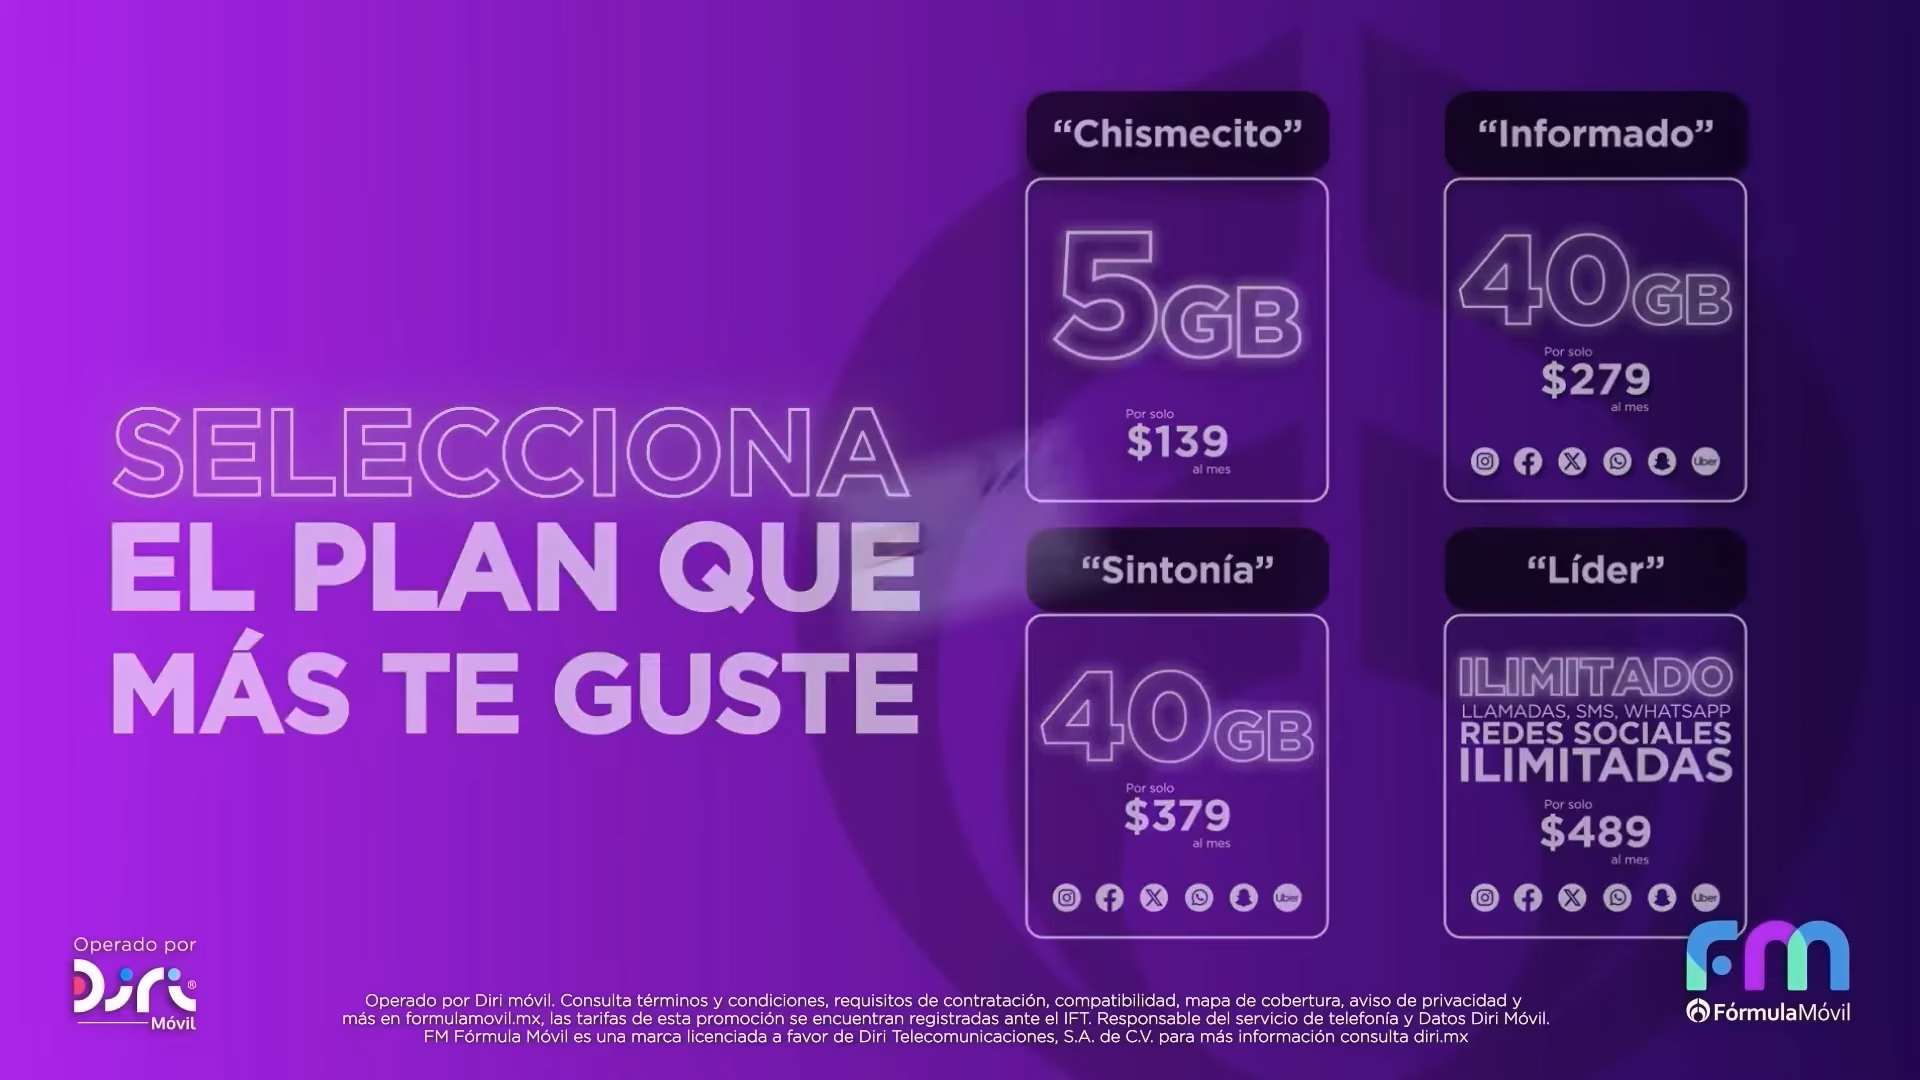 SELECCIONA
EL PLAN QUE
MÁS TE GUSTE
“Chismecito”
5GB
Por solo
$139
al mes
“Informado”
40GB
Por solo
$279
al mes
Uber
“Sintonía”
40GB
Por solo
$379
al mes
Uber
“Líder”
ILIMITADO
LLAMADAS, SMS, WHATSAPP
REDES SOCIALES
ILIMITADAS
Por solo
$489
al mes
Uber
Operado por
Diri®
Móvil
Operado por Diri móvil. Consulta términos y condiciones, requisitos de contratación, compatibilidad, mapa de cobertura, aviso de privacidad y
más en formulamovil.mx, las tarifas de esta promoción se encuentran registradas ante el IFT. Responsable del servicio de telefonía y Datos Diri Móvil.
FM Fórmula Móvil es una marca licenciada a favor de Diri Telecomunicaciones, S.A. de C.V. para más información consulta diri.mx
FM
FórmulaMóvil